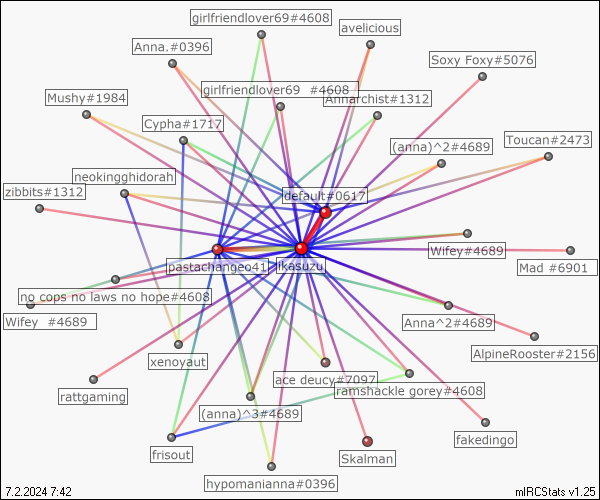 girlfriendlover69#4608
avelicious
Anna.#0396
Soxy Foxy#5076
girlfriendlover69 #4608
Mushy#1984
Annarchist#1312
Cypha#1717
Toucan#2473
(anna)^2#4689
neokingghidorah
zibbits#1312
default#0617
Wifey#4689
pastachangeo41
ikasuzu
Mad #6901
no cops no laws no hope#4608
Wifey #4689
Anna^2#4689
AlpineRooster#2156
xenoyaut
ace deucy#7097
ramshackle gorey#4608
rattgaming
(anna)^3#4689
fakedingo
frisout
Skalman
hypomanianna#0396
7.2.2024 7:42
mIRCStats v1.25